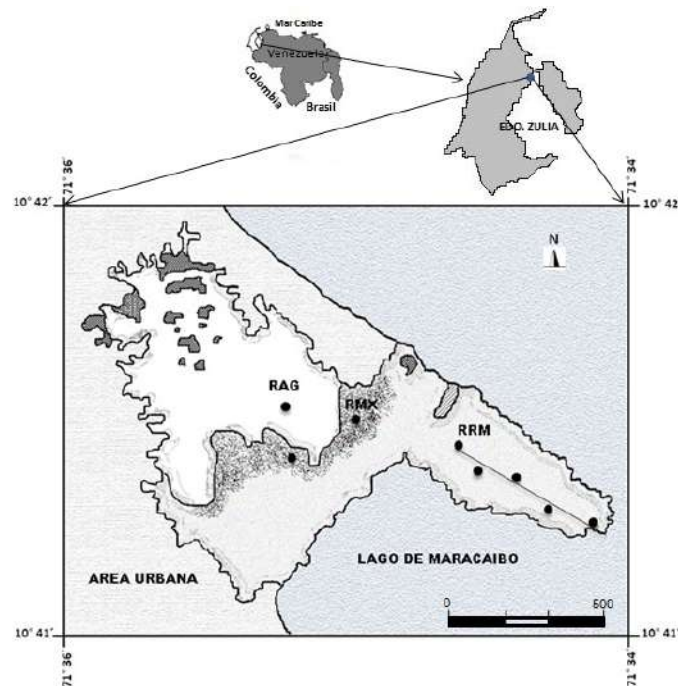 Mar Caribe
Venezuela
Colombia
Brasil
EDO. ZULIA
71° 36´
71° 34´
10° 42´
10° 42´
N
RAG
RMX
RRM
LAGO DE MARACAIBO
AREA URBANA
0
500
10° 41´
10° 41´
71° 36
71° 34